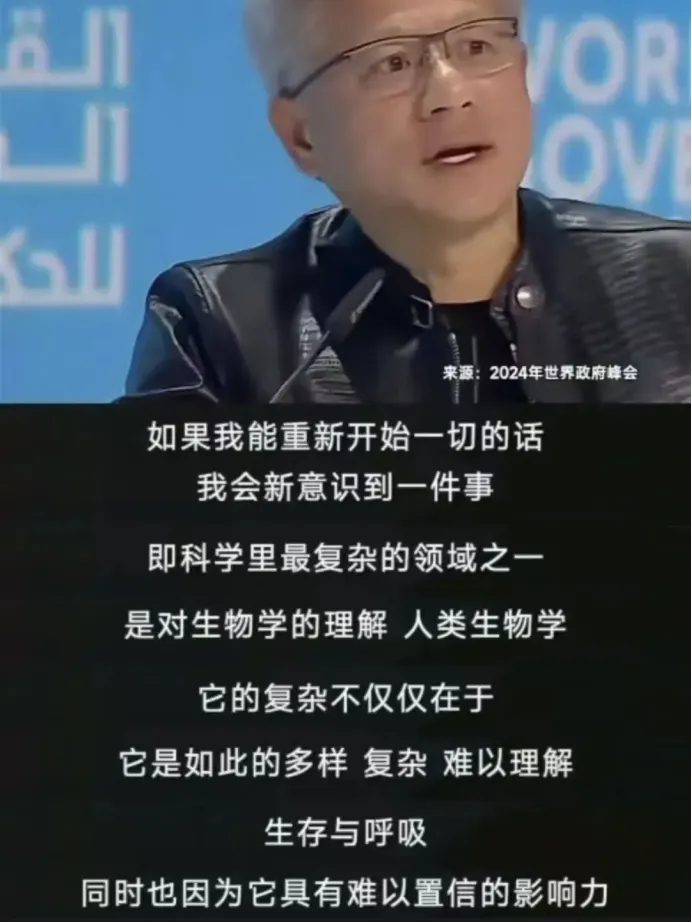 القم
الع
للحك
WORL
GOVE
来源：2024年世界政府峰会
如果我能重新开始一切的话
我会新意识到一件事
即科学里最复杂的领域之一
是对生物学的理解 人类生物学
它的复杂不仅仅在于
它是如此的多样 复杂 难以理解
生存与呼吸
同时也因为它具有难以置信的影响力